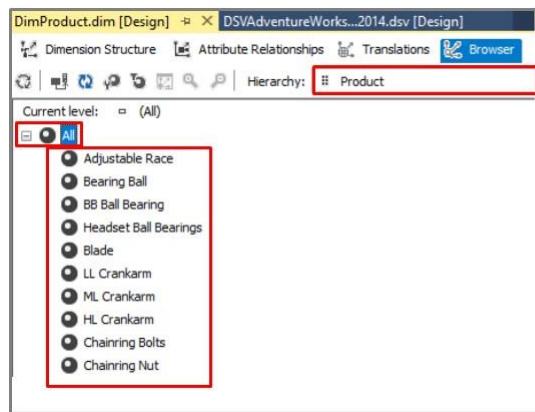 DimProduct.dim [Design] DSVAdventureWorks...2014.dsv [Design]
Dimension Structure Attribute Relationships Translations Browser
Hierarchy: Product
Current level: (All)
All
Adjustable Race
Bearing Ball
BB Ball Bearing
Headset Ball Bearings
Blade
LL Crankarm
ML Crankarm
HL Crankarm
Chainring Bolts
Chainring Nut